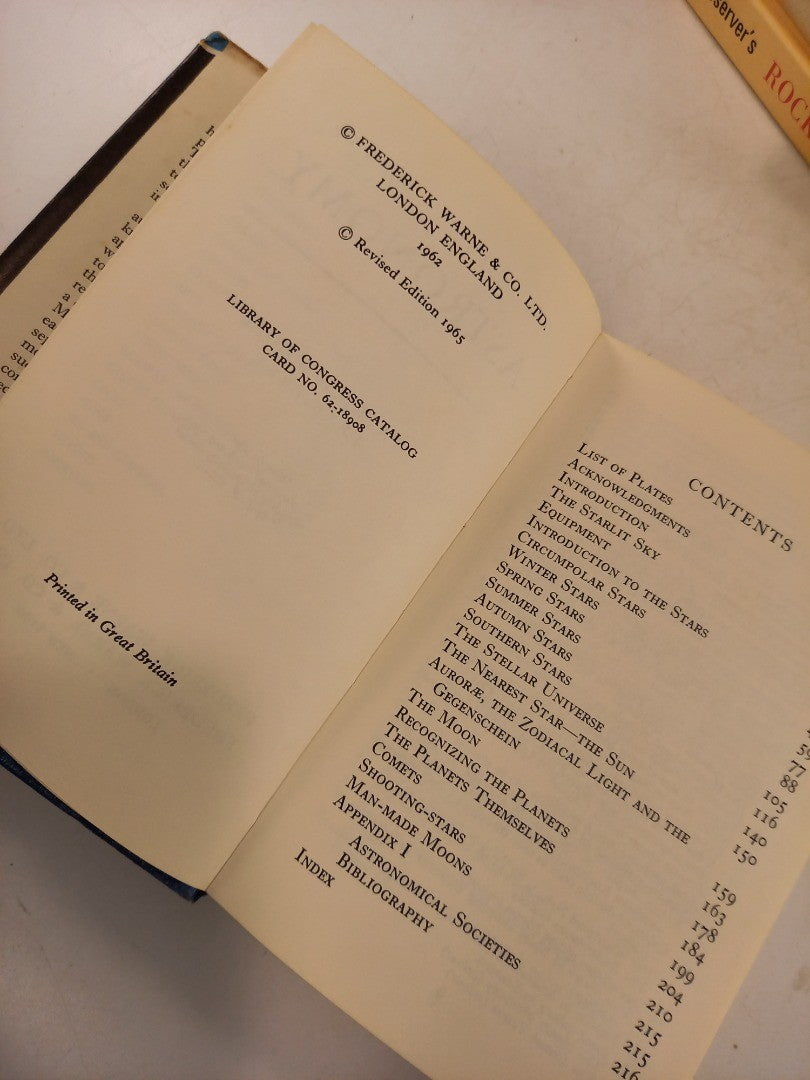 © FREDERICK WARNE & CO. LTD.
LONDON ENGLAND
1962
© Revised Edition 1965
LIBRARY OF CONGRESS CATALOG
CARD NO. 62-18908
Printed in Great Britain
CONTENTS
LIST OF PLATES
ACKNOWLEDGMENTS
INTRODUCTION
THE STARLIT SKY
EQUIPMENT
INTRODUCTION TO THE STARS
CIRCUMPOLAR STARS
WINTER STARS 59
SPRING STARS 77
SUMMER STARS 88
AUTUMN STARS 105
SOUTHERN STARS 116
THE STELLAR UNIVERSE 140
THE NEAREST STAR—THE SUN 150
AURORÆ, THE ZODIACAL LIGHT AND THE
GEGENSCHEIN 159
THE MOON 163
RECOGNIZING THE PLANETS 178
THE PLANETS THEMSELVES 184
COMETS 199
SHOOTING-STARS 204
MAN-MADE MOONS 210
APPENDIX I 215
ASTRONOMICAL SOCIETIES 215
BIBLIOGRAPHY 216
INDEX
server's
ROCK